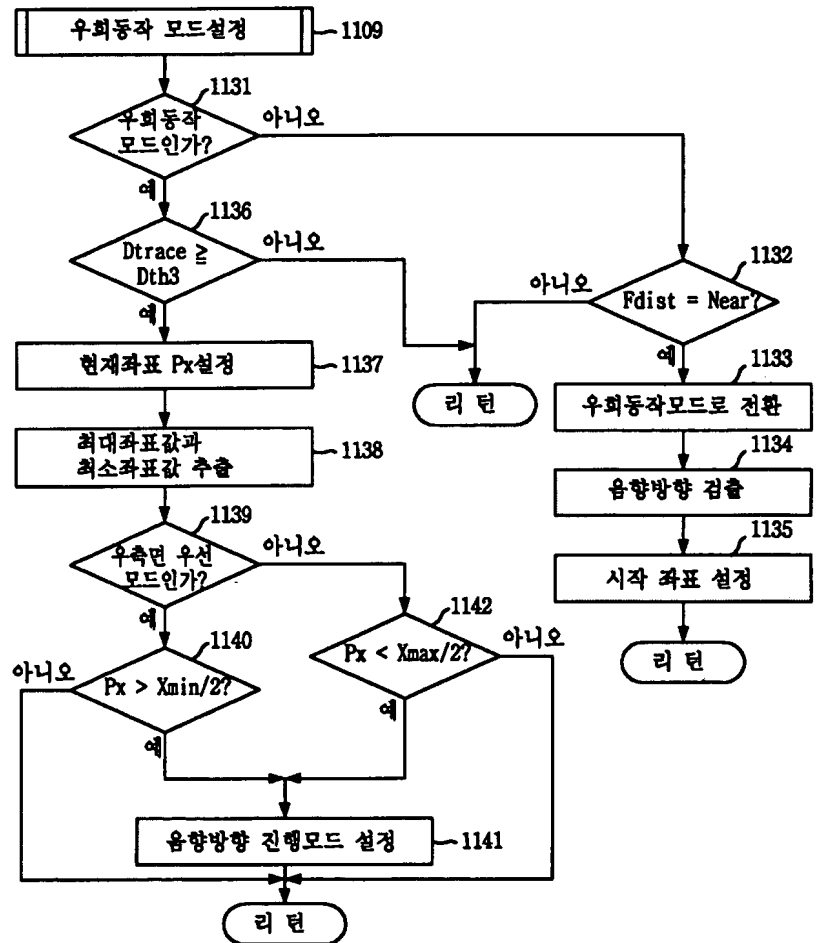 우회동작 모드설정
1109
1131
우회동작
모드인가?
아니오
예
1136
Dtrace ≧
Dth3
아니오
예
1132
Fdist = Near?
아니오
예
현재좌표 Px설정
1137
리 턴
1133
우회동작모드로 전환
최대좌표값과
최소좌표값 추출
1138
1134
음향방향 검출
1139
우측면 우선
모드인가?
아니오
예
1135
시작 좌표 설정
1140
Px > Xmin/2?
아니오
예
1142
Px < Xmax/2?
아니오
예
리 턴
음향방향 진행모드 설정
1141
리 턴